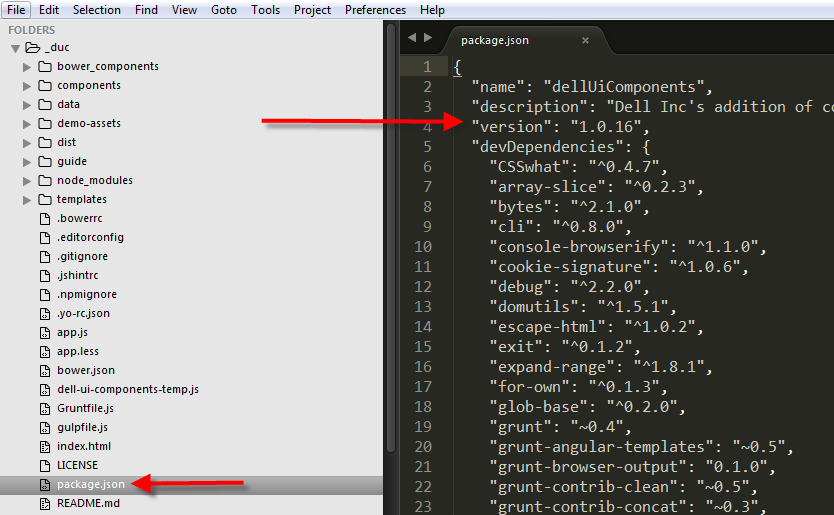 File Edit Selection Find View Goto Tools Project Preferences Help
FOLDERS
_duc
bower_components
components
data
demo-assets
dist
guide
node_modules
templates
.bowerrc
.editorconfig
.gitignore
.jshintrc
.npmignore
.yo-rc.json
app.js
app.less
bower.json
dell-ui-components-temp.js
Gruntfile.js
gulpfile.js
index.html
LICENSE
package.json
README.md
package.json ×
1 {
2 "name": "dellUiComponents",
3 "description": "Dell Inc's addition of co
4 "version": "1.0.16",
5 "devDependencies": {
6 "CSSwhat": "^0.4.7",
7 "array-slice": "^0.2.3",
8 "bytes": "^2.1.0",
9 "cli": "^0.8.0",
10 "console-browserify": "^1.1.0",
11 "cookie-signature": "^1.0.6",
12 "debug": "^2.2.0",
13 "domutils": "^1.5.1",
14 "escape-html": "^1.0.2",
15 "exit": "^0.1.2",
16 "expand-range": "^1.8.1",
17 "for-own": "^0.1.3",
18 "glob-base": "^0.2.0",
19 "grunt": "~0.4",
20 "grunt-angular-templates": "~0.5",
21 "grunt-browser-output": "0.1.0",
22 "grunt-contrib-clean": "~0.5",
23 "grunt-contrib-concat": "~0.3",